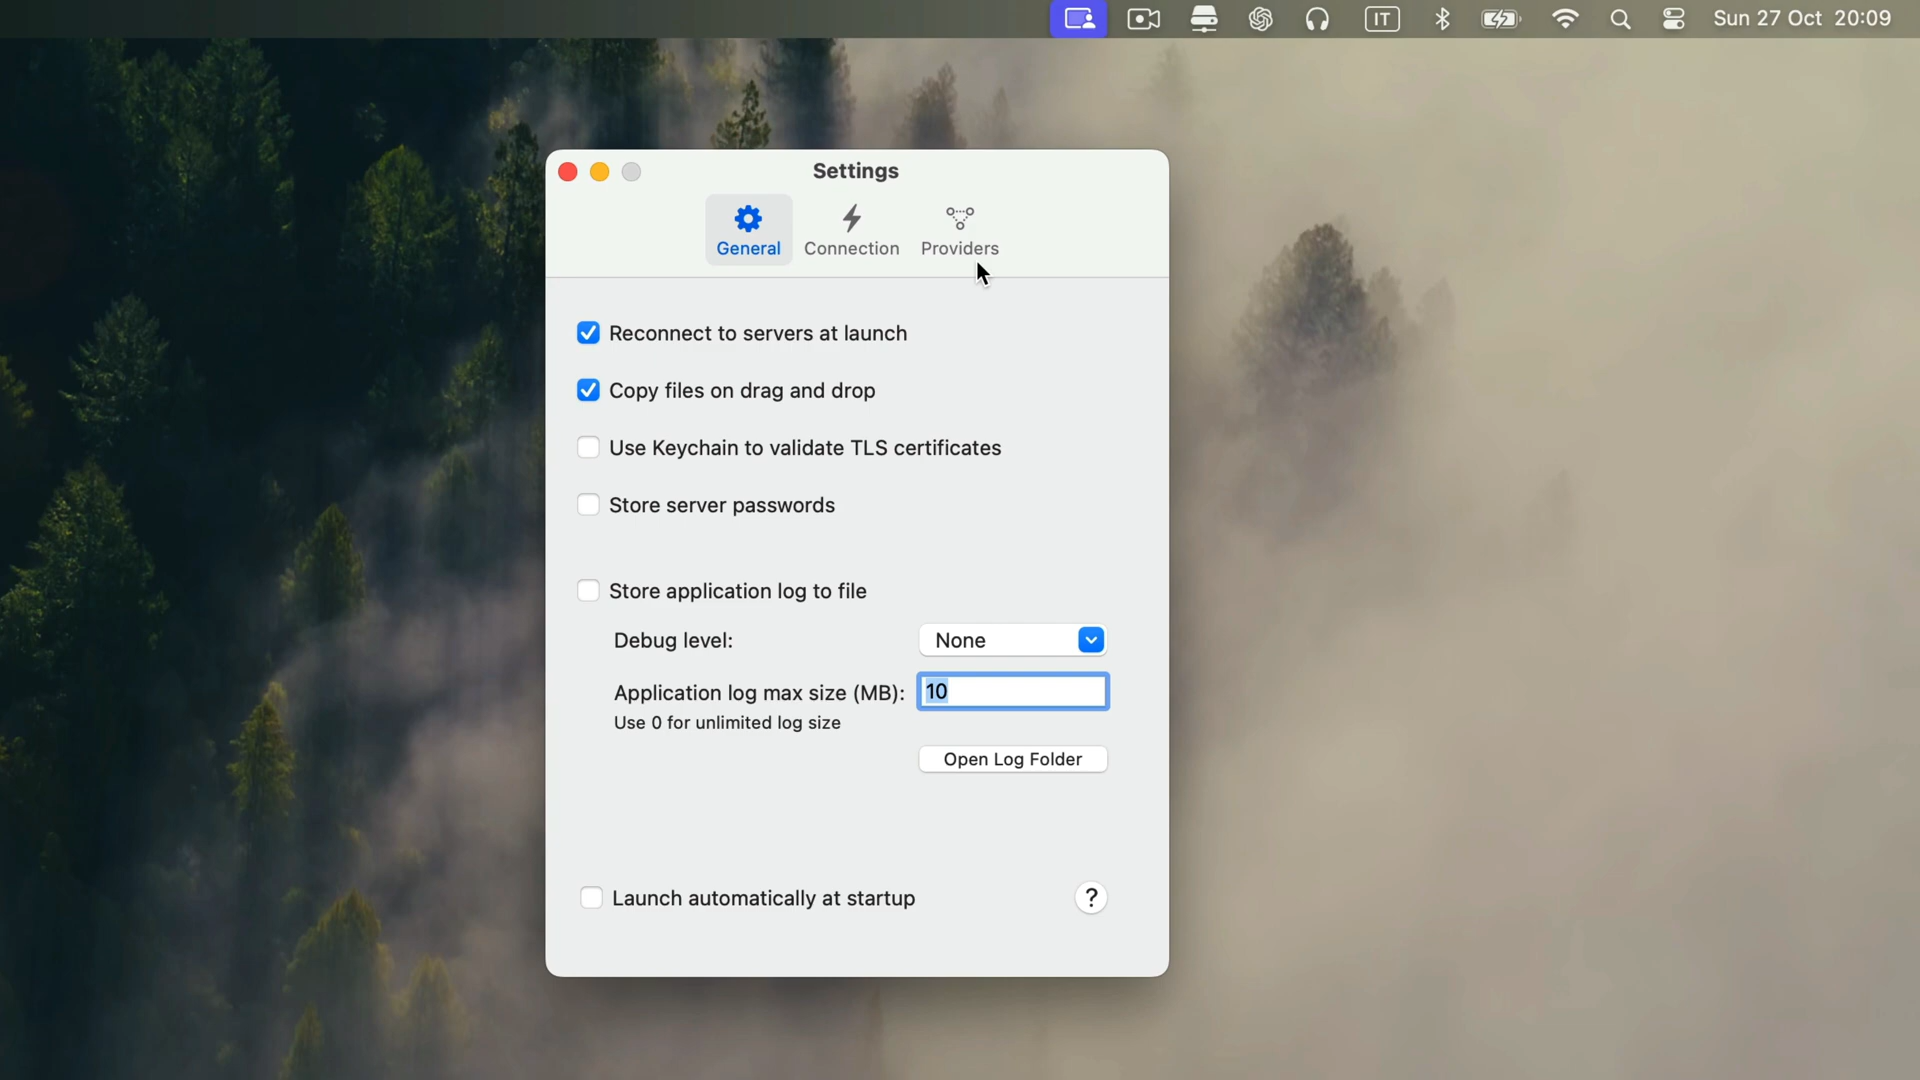 IT Sun 27 Oct 20:09
Settings
General Connection Providers
Reconnect to servers at launch
Copy files on drag and drop
Use Keychain to validate TLS certificates
Store server passwords
Store application log to file
Debug level: None
Application log max size (MB): 10
Use 0 for unlimited log size
Open Log Folder
Launch automatically at startup ?